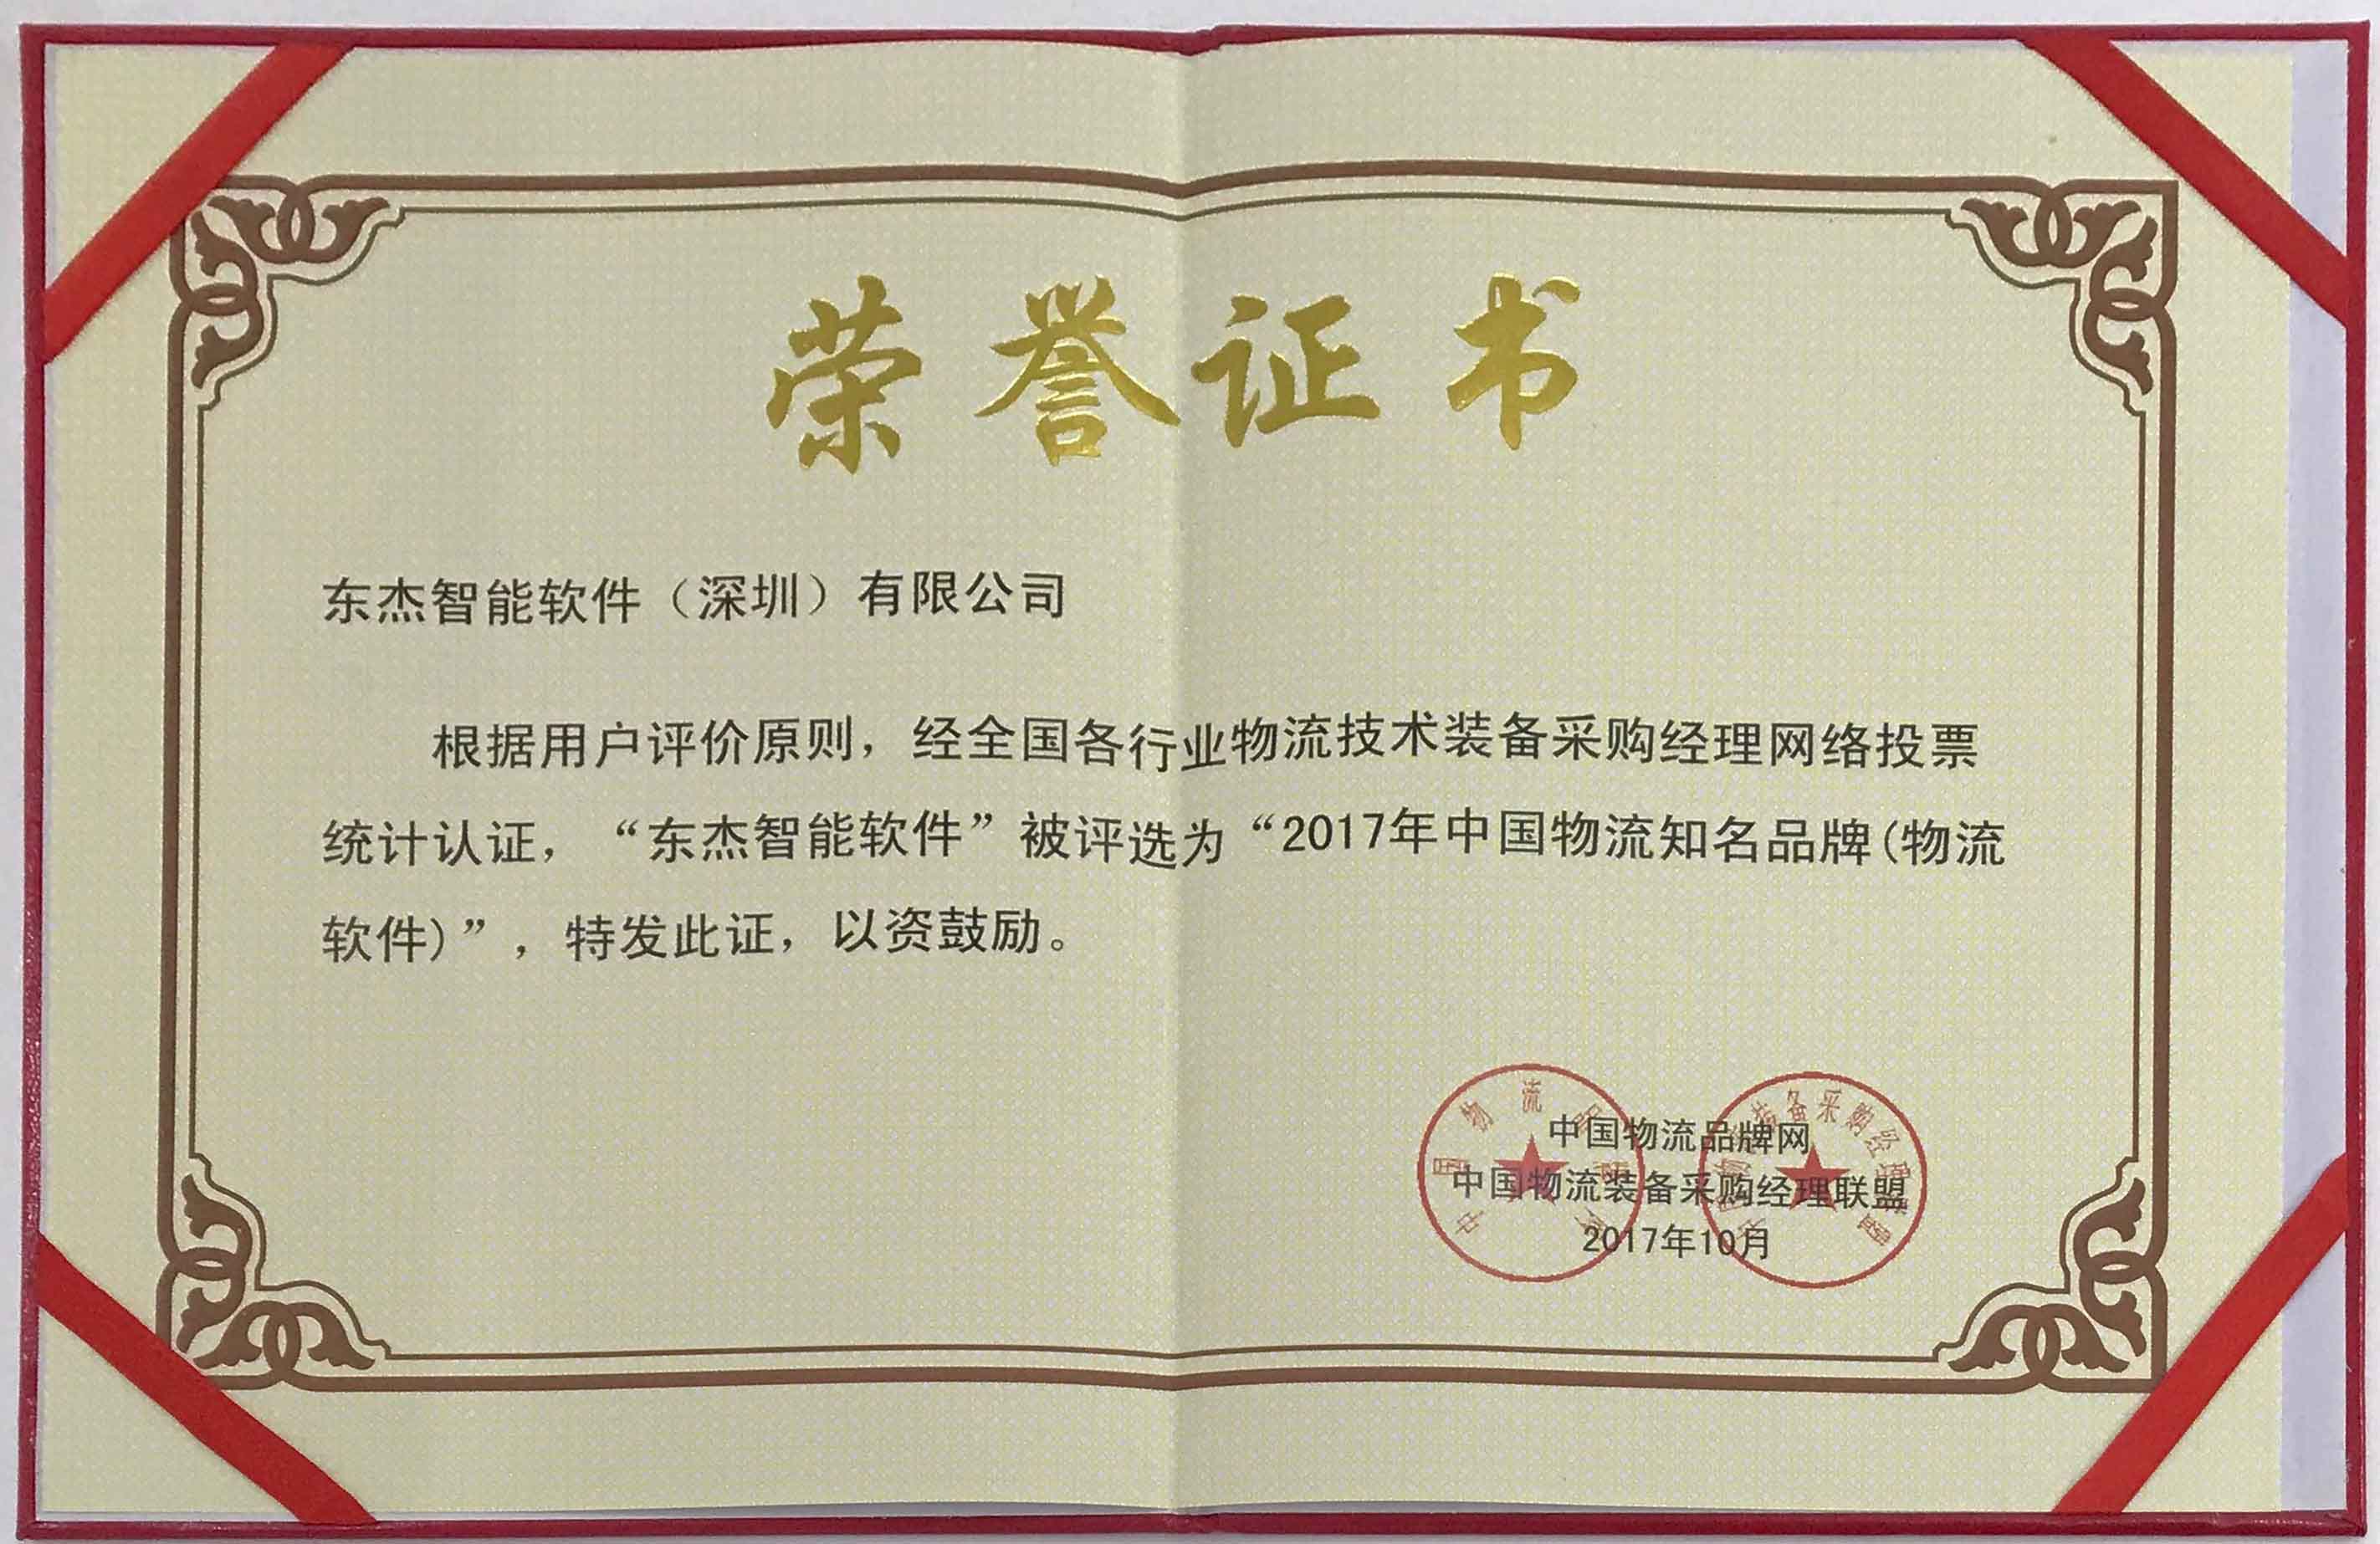 荣誉证书
东杰智能软件（深圳）有限公司
根据用户评价原则，经全国各行业物流技术装备采购经理网络投票
统计认证，“东杰智能软件”被评选为“2017年中国物流知名品牌(物流
软件)”，特发此证，以资鼓励。
中国物流品牌网
中国物流装备采购经理联盟
2017年10月